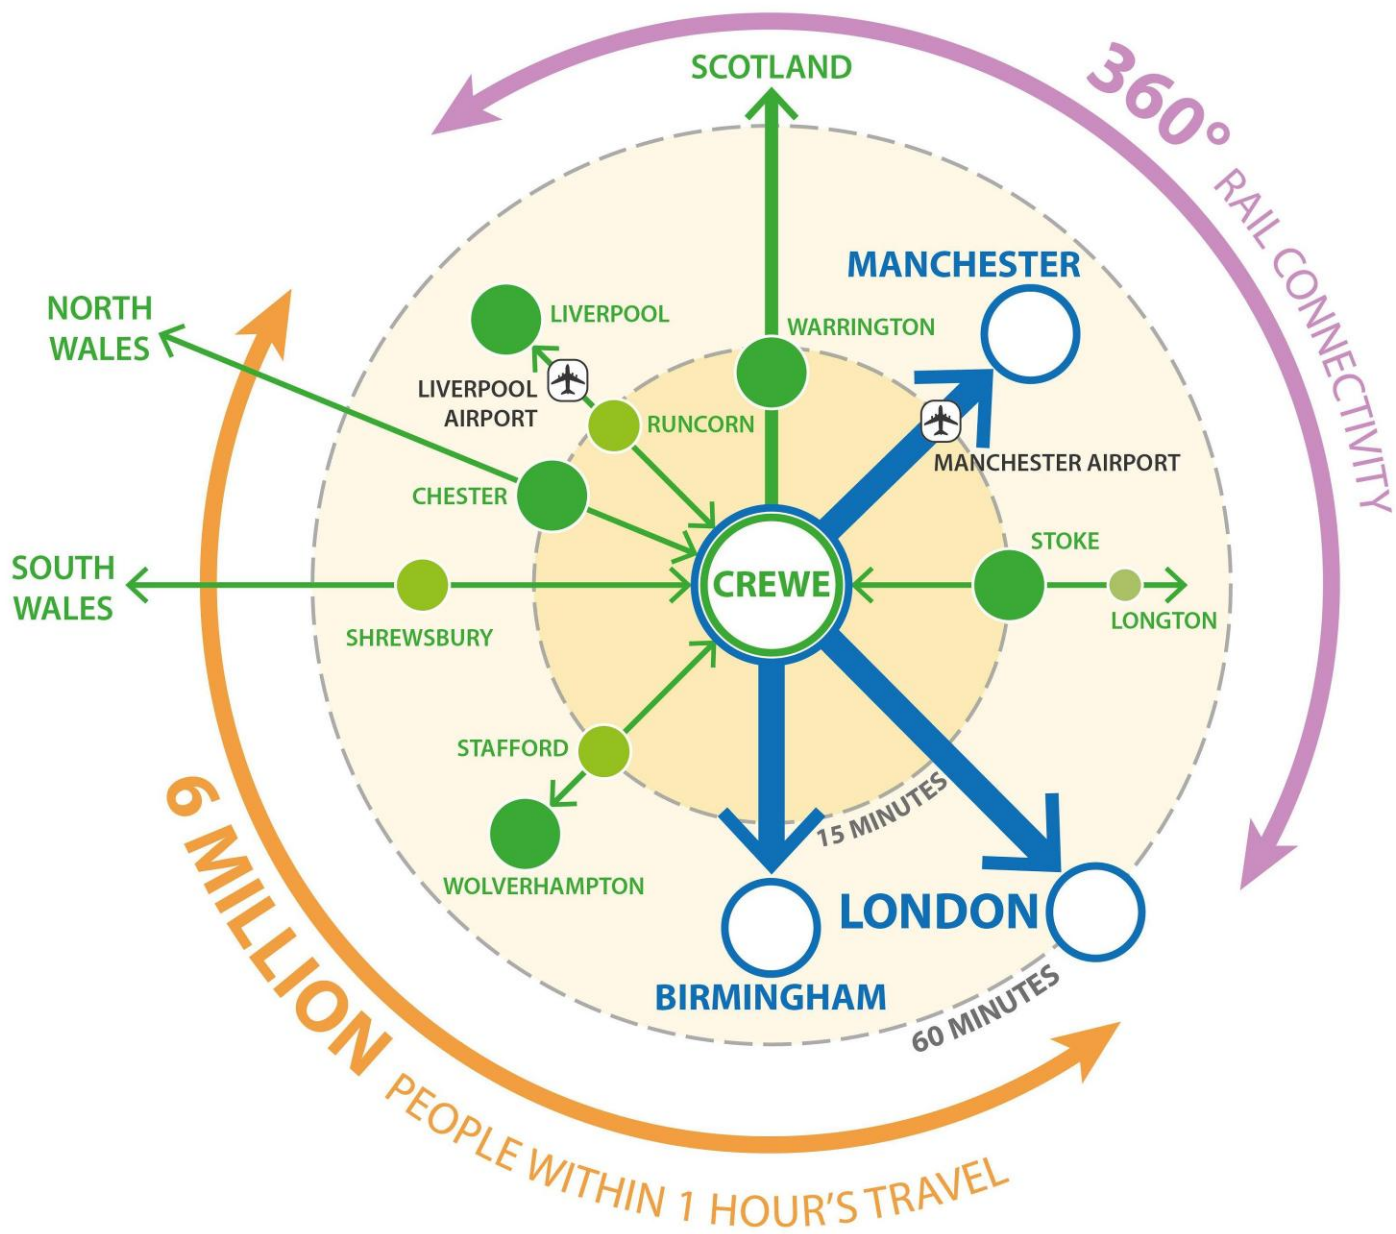 SCOTLAND
360°
RAIL CONNECTIVITY
MANCHESTER
NORTH
WALES
LIVERPOOL
WARRINGTON
LIVERPOOL
AIRPORT
RUNCORN
MANCHESTER AIRPORT
CHESTER
STOKE
SOUTH
WALES
CREWE
LONGTON
SHREWSBURY
STAFFORD
15 MINUTES
WOLVERHAMPTON
LONDON
BIRMINGHAM
60 MINUTES
6 MILLION
PEOPLE WITHIN 1 HOUR'S TRAVEL